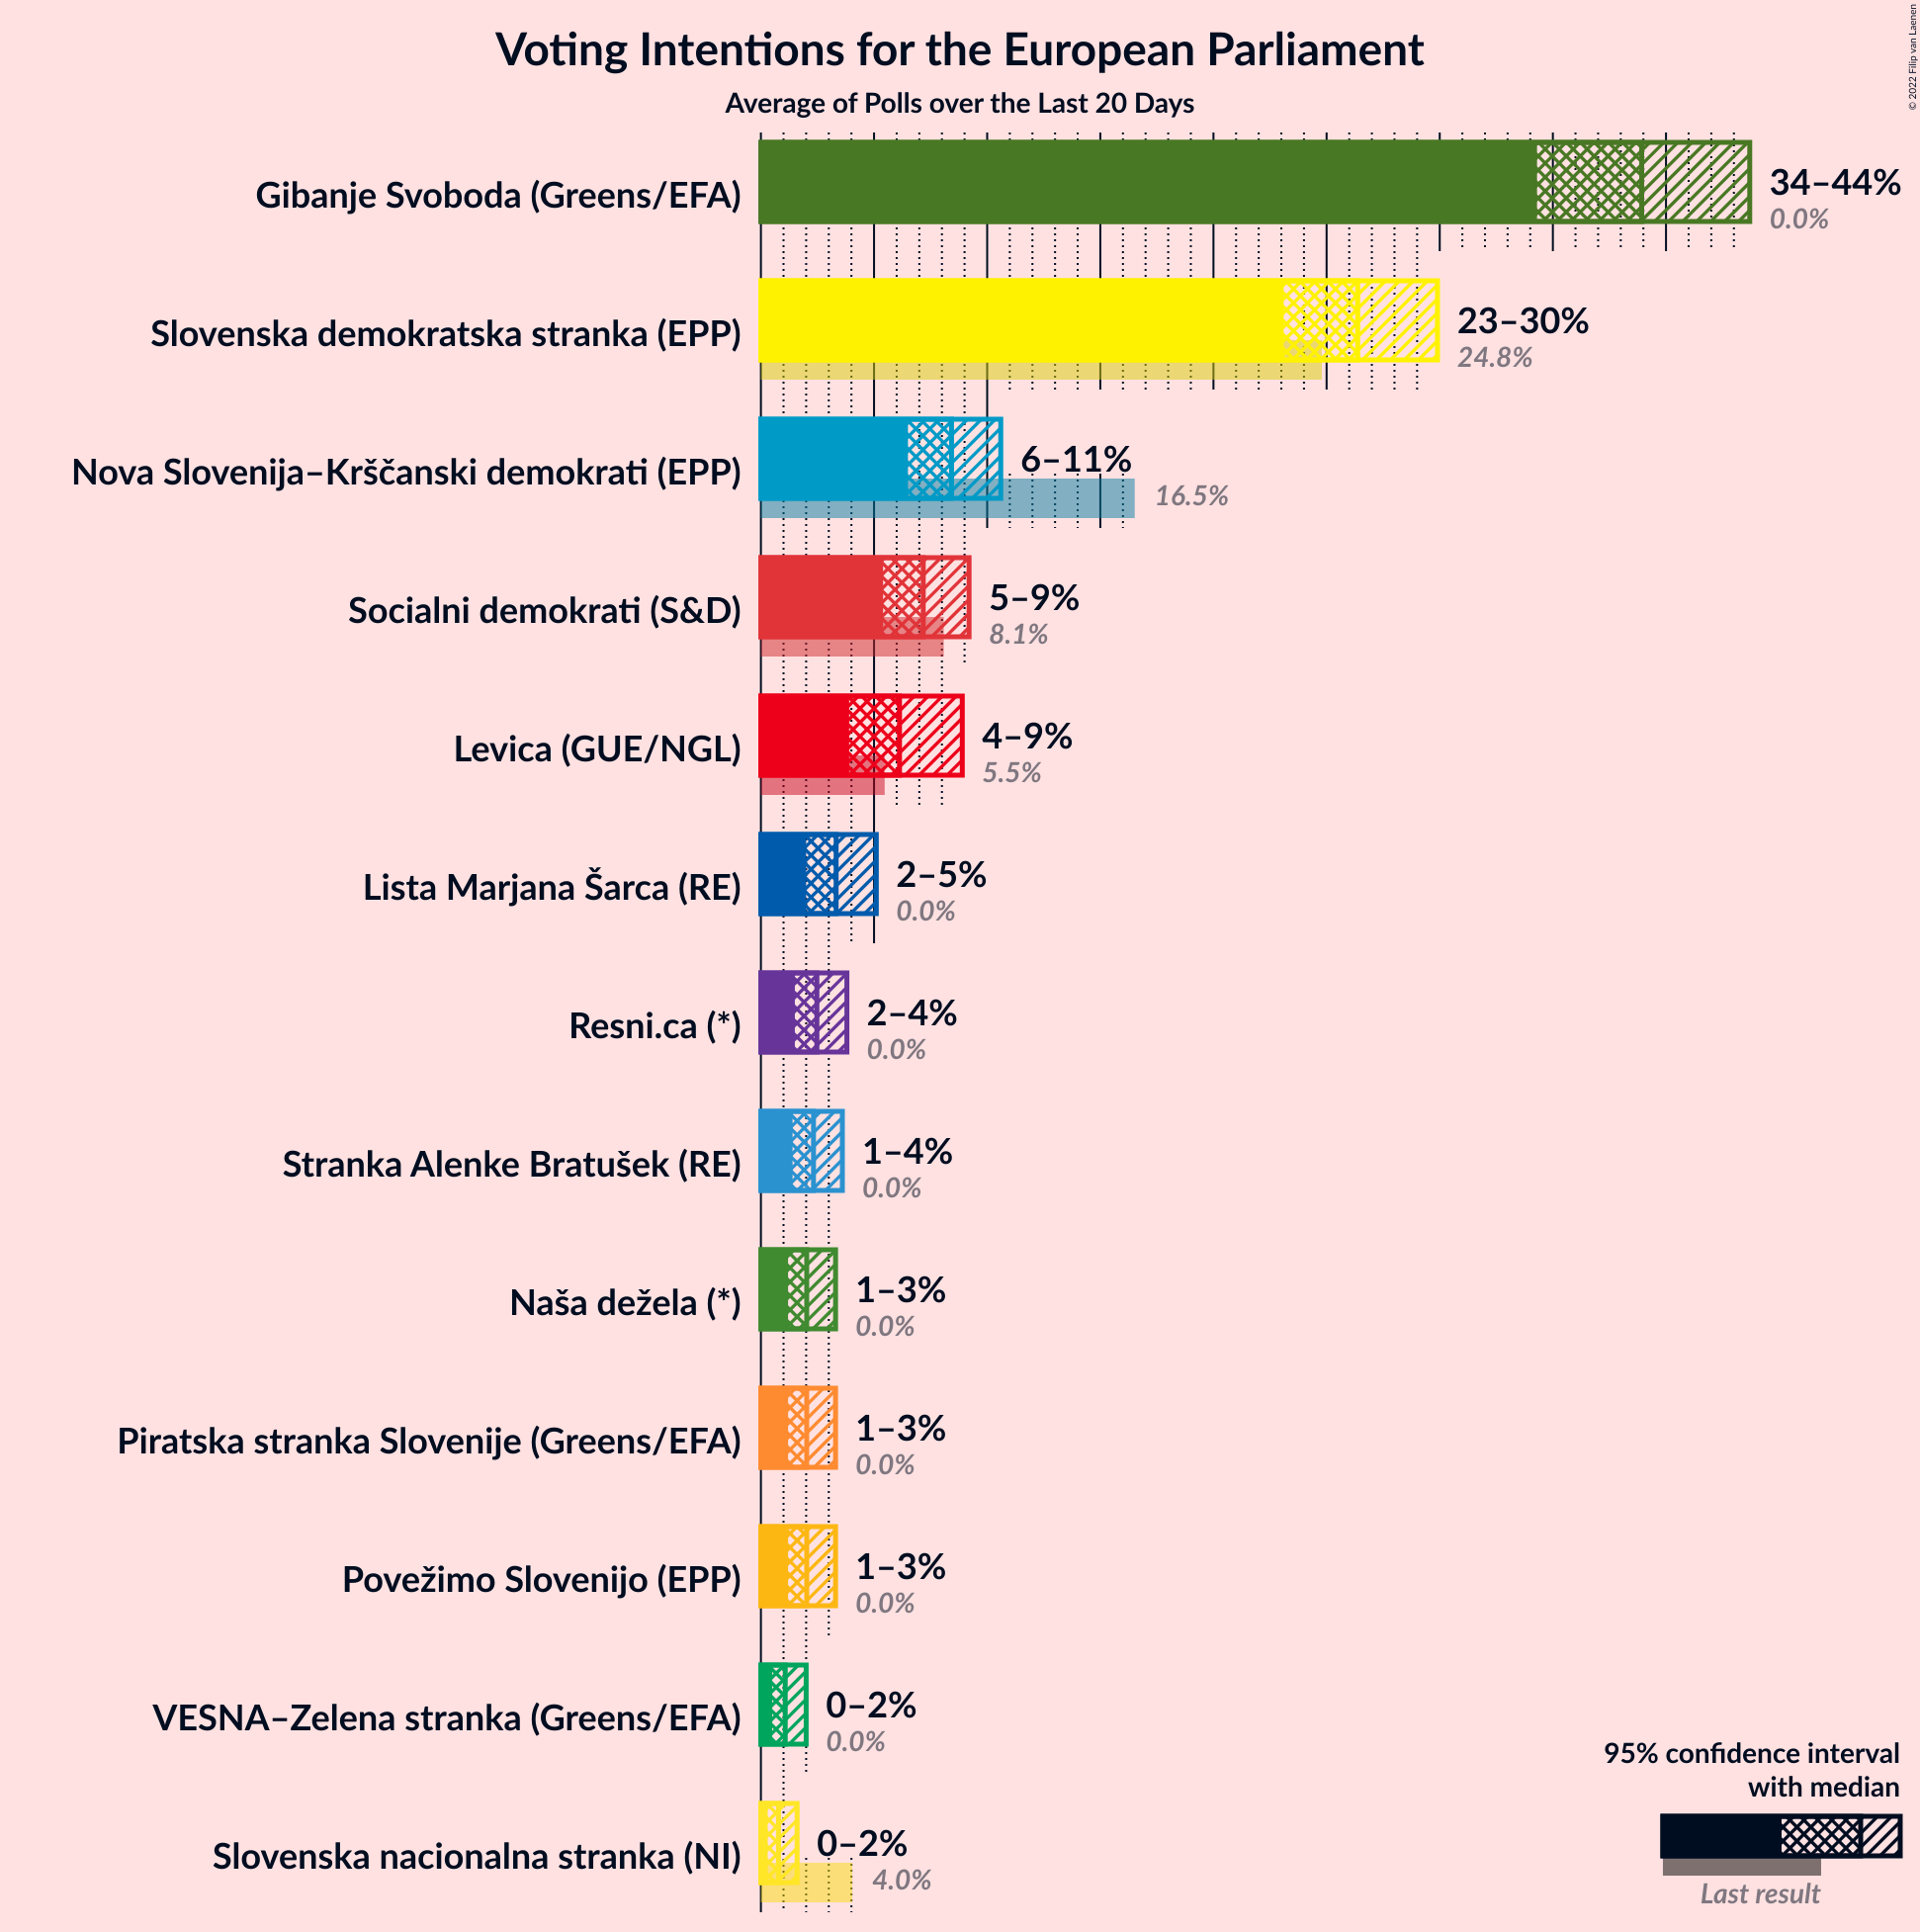 © 2022 Filip van Laenen
Voting Intentions for the European Parliament
Average of Polls over the Last 20 Days
Gibanje Svoboda (Greens/EFA)
34–44%
0.0%
Slovenska demokratska stranka (EPP)
23–30%
24.8%
Nova Slovenija–Krščanski demokrati (EPP)
6–11%
16.5%
Socialni demokrati (S&D)
5–9%
8.1%
Levica (GUE/NGL)
4–9%
5.5%
Lista Marjana Šarca (RE)
2–5%
0.0%
Resni.ca (*)
2–4%
0.0%
Stranka Alenke Bratušek (RE)
1–4%
0.0%
Naša dežela (*)
1–3%
0.0%
Piratska stranka Slovenije (Greens/EFA)
1–3%
0.0%
Povežimo Slovenijo (EPP)
1–3%
0.0%
VESNA–Zelena stranka (Greens/EFA)
0–2%
0.0%
Slovenska nacionalna stranka (NI)
0–2%
4.0%
95% confidence interval
with median
Last result